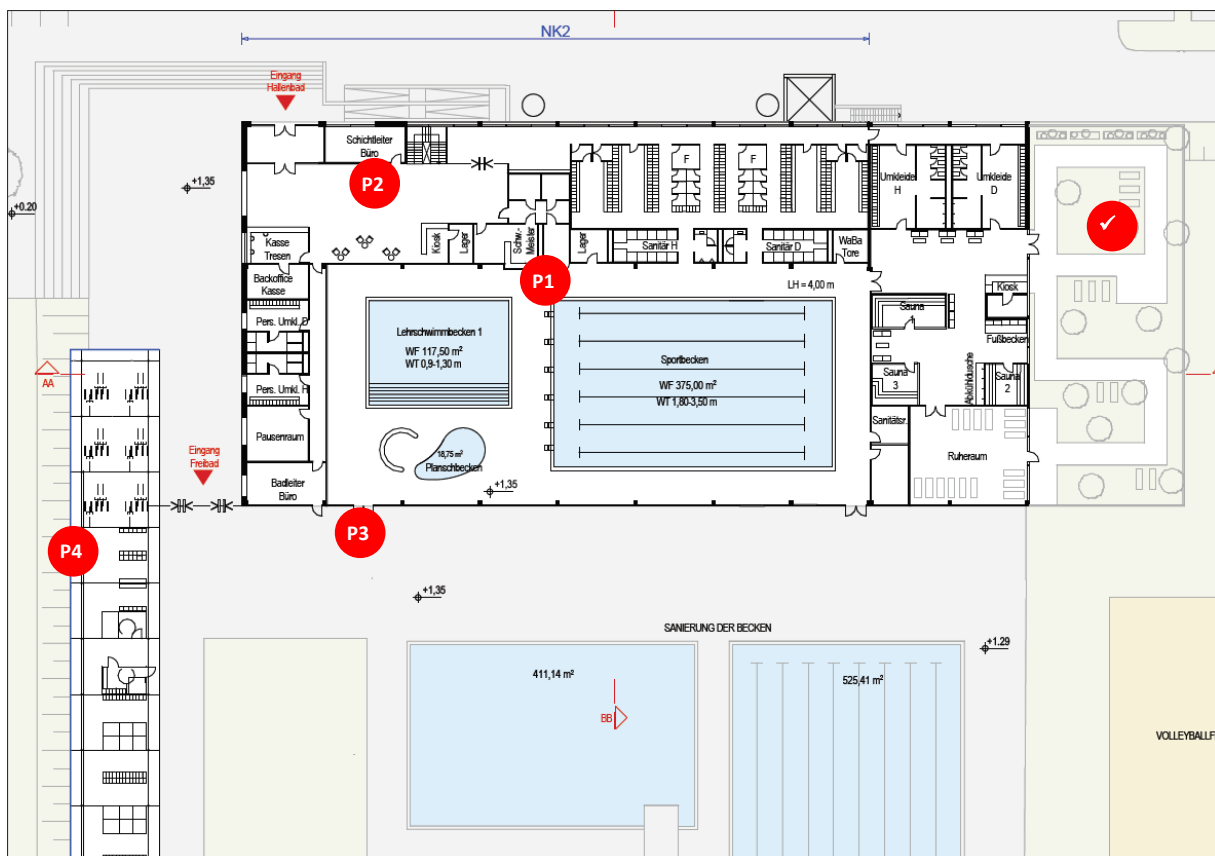 NK2
Eingang
Hallenbad
Schichtleiter
Büro
P2
+1,35
+0.20
F
F
Umkleide
H
Umkleide
D
✓
Kasse
Tresen
Kiosk
Lager
Schw.-
Meister
Lager
Sanitär H
Sanitär D
WaBa
Tore
P1
Backoffice
Kasse
LH = 4,00 m
Kiosk
Pers. Umkl. D
Lehrschwimmbecken 1
WF 117,50 m²
WT 0,9-1,30 m
Sauna
1
Fußbecken
Sportbecken
WF 375,00 m²
WT 1,80-3,50 m
AA
Pers. Umkl. H
Sauna
3
Abkühldusche
Sauna
2
Pausenraum
Sanitätsr.
Eingang
Freibad
18,75 m²
Planschbecken
Ruheraum
Badleiter
Büro
+1,35
P3
P4
+1,35
SANIERUNG DER BECKEN
+1.29
411,14 m²
525,41 m²
BB
VOLLEYBALLF